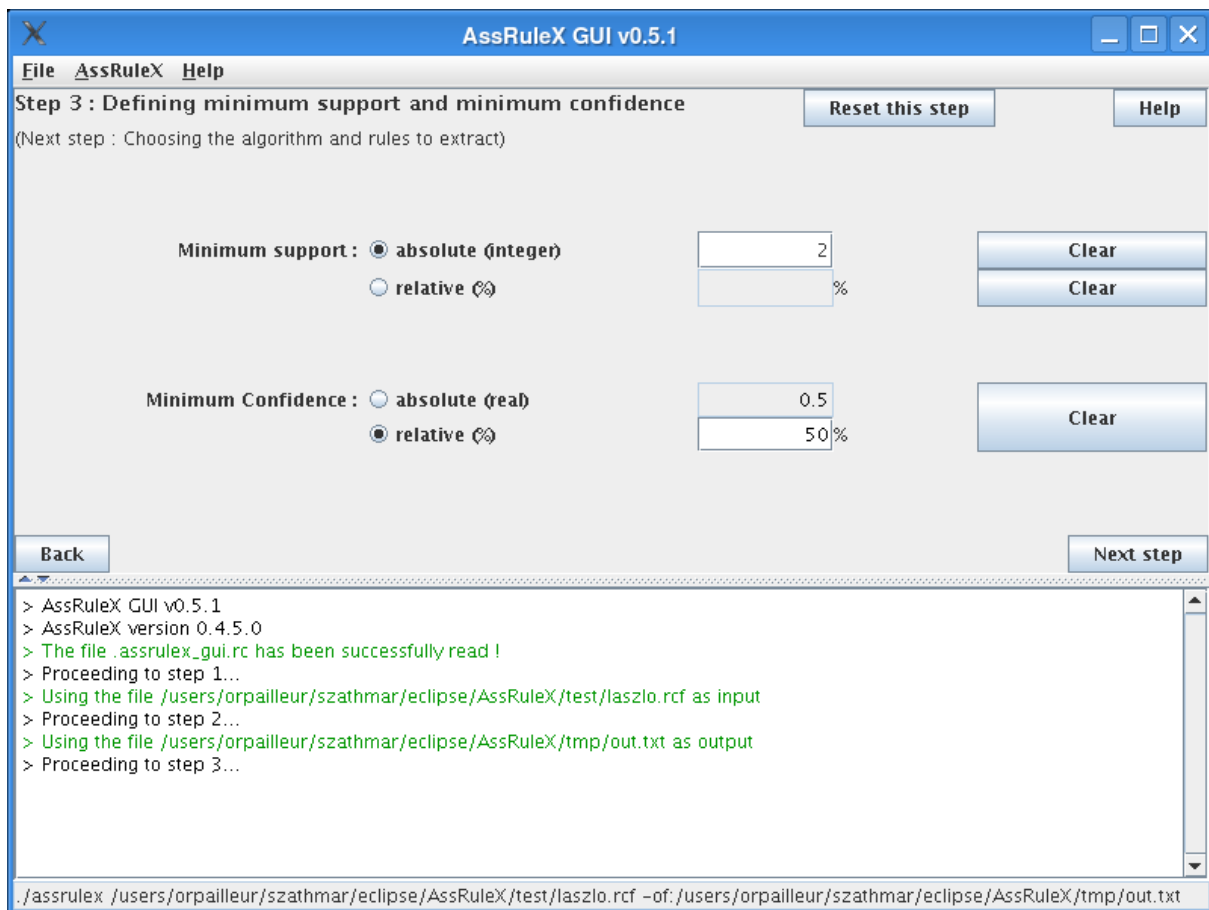 AssRuleX GUI v0.5.1
File AssRuleX Help
Step 3 : Defining minimum support and minimum confidence Reset this step Help
(Next step : Choosing the algorithm and rules to extract)
Minimum support : absolute (integer) 2 Clear
relative (%) % Clear
Minimum Confidence : absolute (real) 0.5 Clear
relative (%) 50 %
Back Next step
> AssRuleX GUI v0.5.1
> AssRuleX version 0.4.5.0
> The file .assrulex_gui.rc has been successfully read !
> Proceeding to step 1...
> Using the file /users/orpailleur/szathmar/eclipse/AssRuleX/test/laszlo.rcf as input
> Proceeding to step 2...
> Using the file /users/orpailleur/szathmar/eclipse/AssRuleX/tmp/out.txt as output
> Proceeding to step 3...
./assrulex /users/orpailleur/szathmar/eclipse/AssRuleX/test/laszlo.rcf -of:/users/orpailleur/szathmar/eclipse/AssRuleX/tmp/out.txt